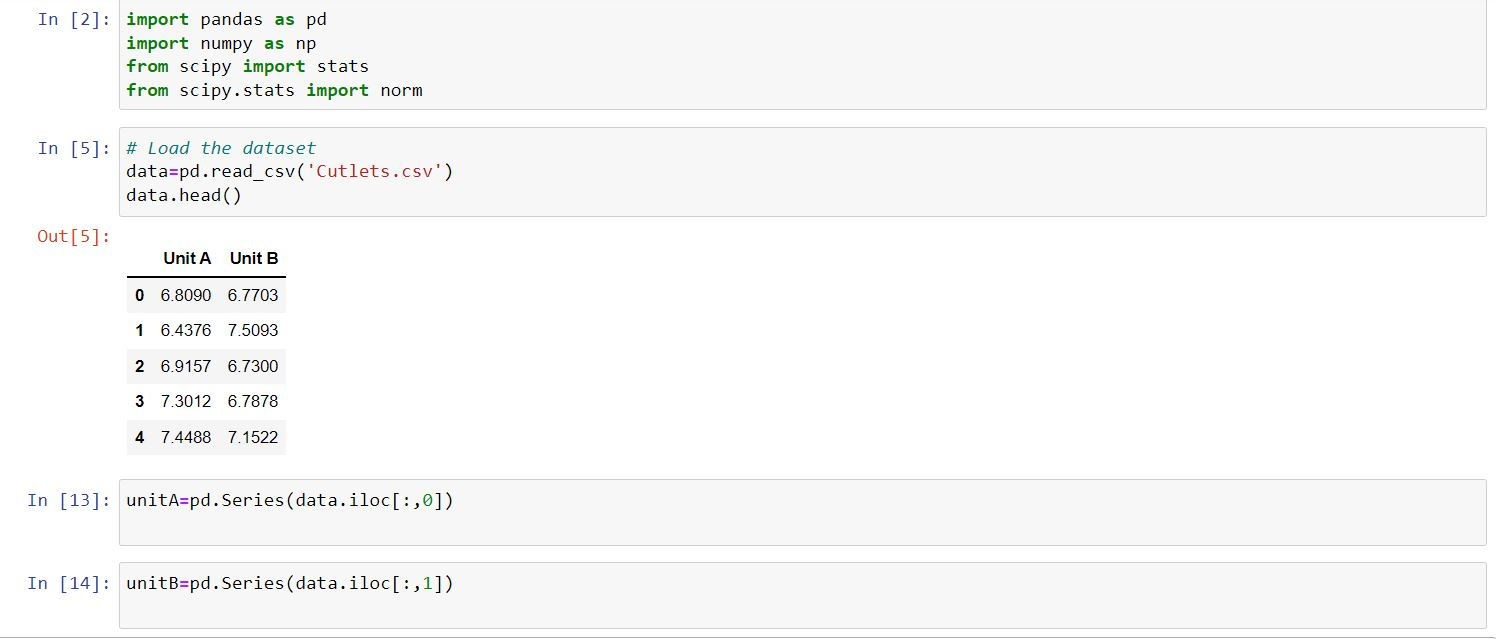 In [2]: import pandas as pd
import numpy as np
from scipy import stats
from scipy.stats import norm
In [5]: # Load the dataset
data=pd.read_csv('Cutlets.csv')
data.head()
Out[5]:
Unit A Unit B
0 6.8090 6.7703
1 6.4376 7.5093
2 6.9157 6.7300
3 7.3012 6.7878
4 7.4488 7.1522
In [13]: unitA=pd.Series(data.iloc[:,0])
In [14]: unitB=pd.Series(data.iloc[:,1])